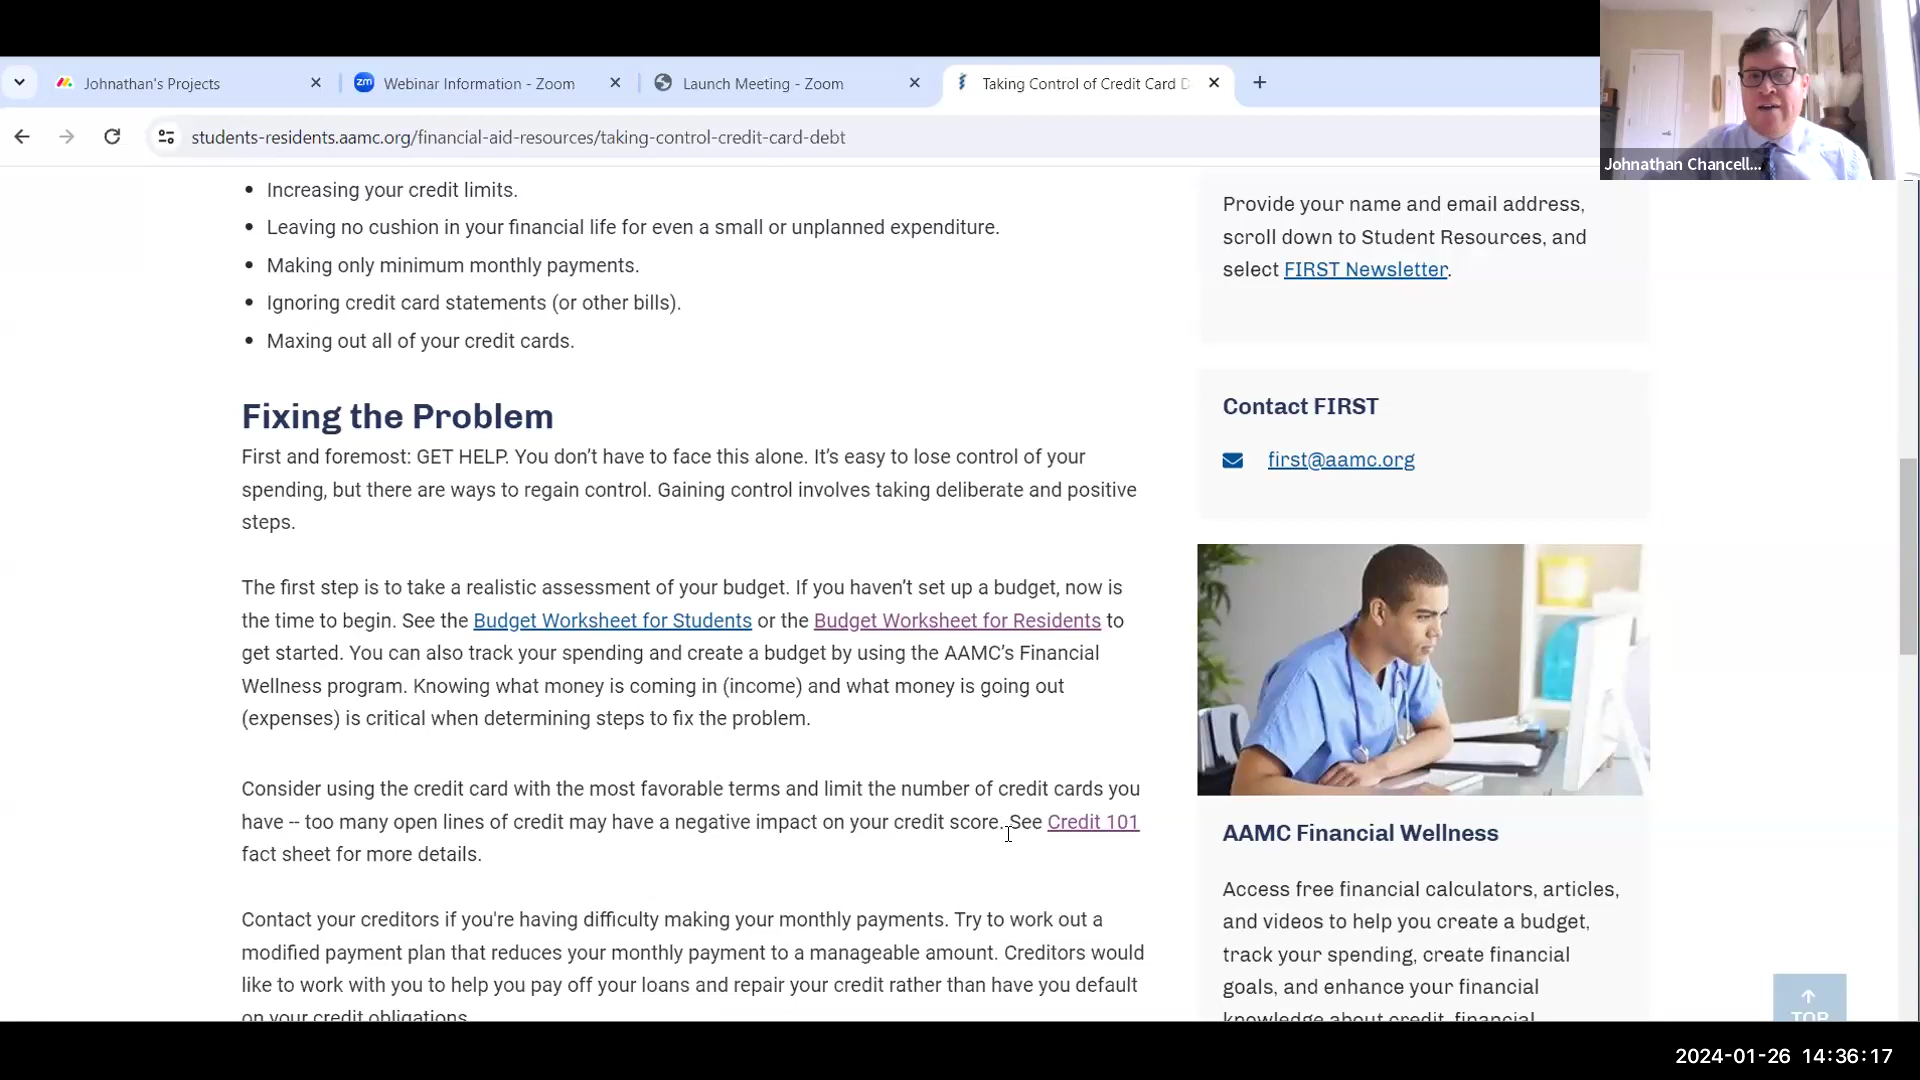 Johnathan's Projects
zm Webinar Information - Zoom
Launch Meeting - Zoom
Taking Control of Credit Card D
students-residents.aamc.org/financial-aid-resources/taking-control-credit-card-debt
Johnathan Chancell...
• Increasing your credit limits.
• Leaving no cushion in your financial life for even a small or unplanned expenditure.
• Making only minimum monthly payments.
• Ignoring credit card statements (or other bills).
• Maxing out all of your credit cards.
Fixing the Problem
First and foremost: GET HELP. You don’t have to face this alone. It’s easy to lose control of your
spending, but there are ways to regain control. Gaining control involves taking deliberate and positive
steps.
The first step is to take a realistic assessment of your budget. If you haven’t set up a budget, now is
the time to begin. See the Budget Worksheet for Students or the Budget Worksheet for Residents to
get started. You can also track your spending and create a budget by using the AAMC’s Financial
Wellness program. Knowing what money is coming in (income) and what money is going out
(expenses) is critical when determining steps to fix the problem.
Consider using the credit card with the most favorable terms and limit the number of credit cards you
have -- too many open lines of credit may have a negative impact on your credit score. See Credit 101
fact sheet for more details.
Contact your creditors if you're having difficulty making your monthly payments. Try to work out a
modified payment plan that reduces your monthly payment to a manageable amount. Creditors would
like to work with you to help you pay off your loans and repair your credit rather than have you default
on your credit obligations.
Provide your name and email address,
scroll down to Student Resources, and
select FIRST Newsletter.
Contact FIRST
first@aamc.org
AAMC Financial Wellness
Access free financial calculators, articles,
and videos to help you create a budget,
track your spending, create financial
goals, and enhance your financial
knowledge about credit, financial
TOP
2024-01-26 14:36:17